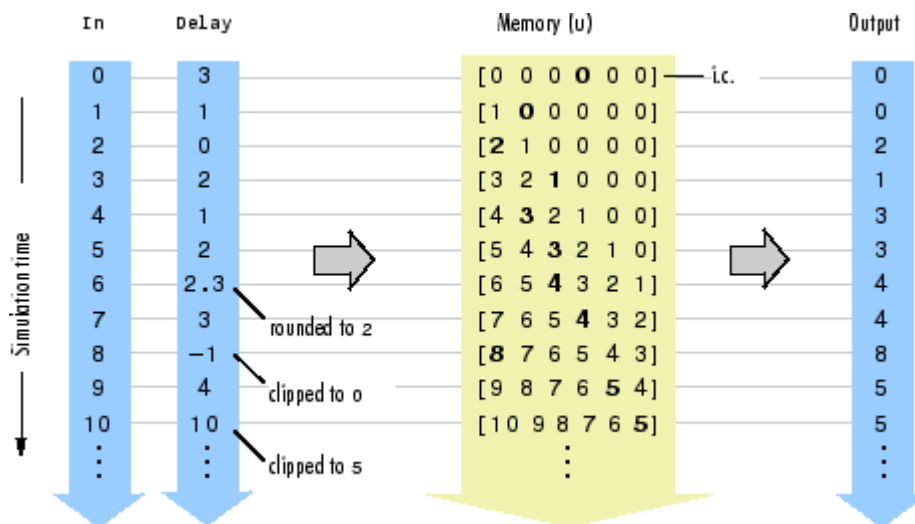 In Delay Memory (u) Output
0 3 [0 0 0 0 0 0] i.c. 0
1 1 [1 0 0 0 0 0] 0
2 0 [2 1 0 0 0 0] 2
3 2 [3 2 1 0 0 0] 1
4 1 [4 3 2 1 0 0] 3
5 2 [5 4 3 2 1 0] 3
6 2.3 [6 5 4 3 2 1] 4
rounded to 2
7 3 [7 6 5 4 3 2] 4
8 −1 [8 7 6 5 4 3] 8
clipped to 0
9 4 [9 8 7 6 5 4] 5
10 10 [10 9 8 7 6 5] 5
clipped to 5
Simulation time